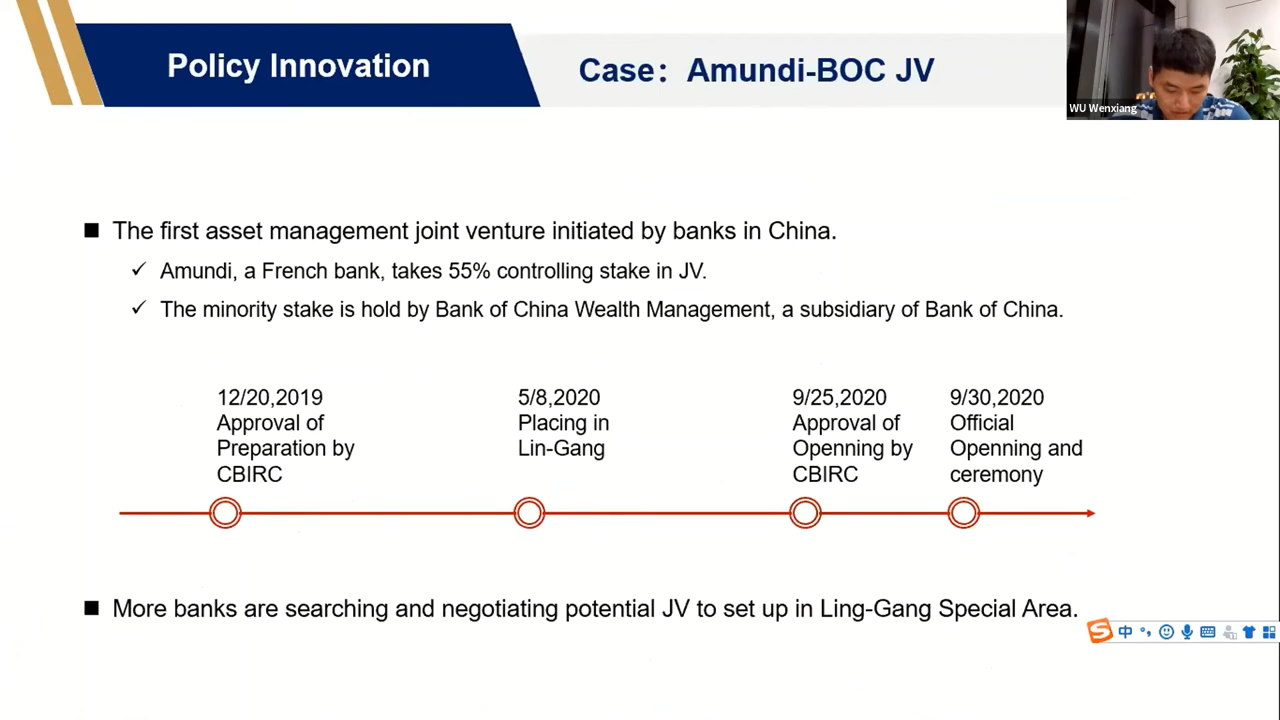 Policy Innovation
Case： Amundi-BOC JV
WU Wenxiang
■ The first asset management joint venture initiated by banks in China.
✓ Amundi, a French bank, takes 55% controlling stake in JV.
✓ The minority stake is hold by Bank of China Wealth Management, a subsidiary of Bank of China.
12/20,2019
Approval of
Preparation by
CBIRC
5/8,2020
Placing in
Lin-Gang
9/25,2020
Approval of
Openning by
CBIRC
9/30,2020
Official
Openning and
ceremony
■ More banks are searching and negotiating potential JV to set up in Ling-Gang Special Area.
S 中